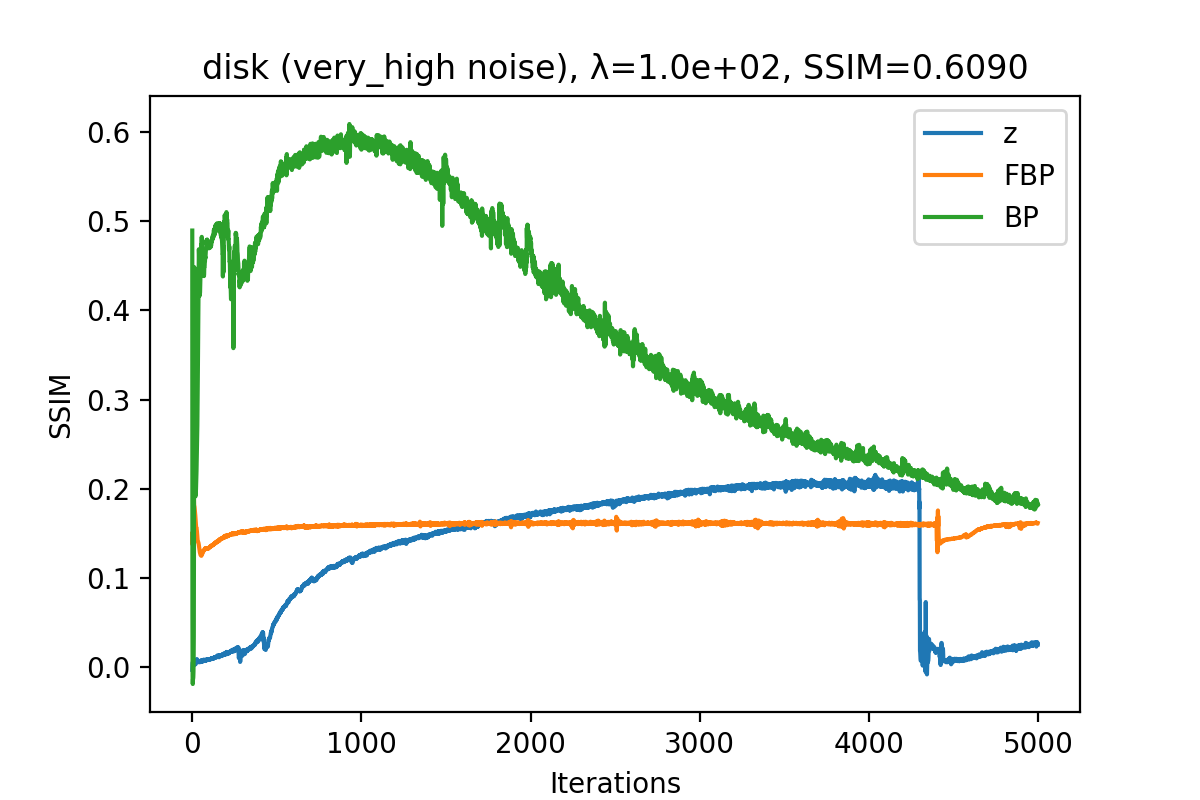 disk (very_high noise), λ=1.0e+02, SSIM=0.6090
z
FBP
BP
SSIM
0.6
0.5
0.4
0.3
0.2
0.1
0.0
0 1000 2000 3000 4000 5000
Iterations